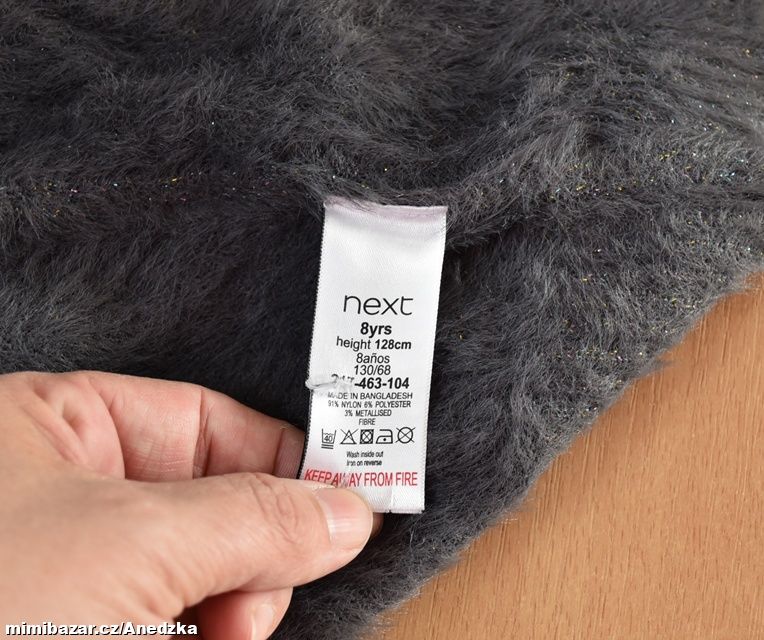 next
8yrs
height 128cm
8años
130/68
-463-104
MADE IN BANGLADESH
91% NYLON 6% POLYESTER
3% METALLISED
FIBRE
40
Wash inside out
Iron on reverse
KEEP AWAY FROM FIRE
mimibazar.cz/Anedzka